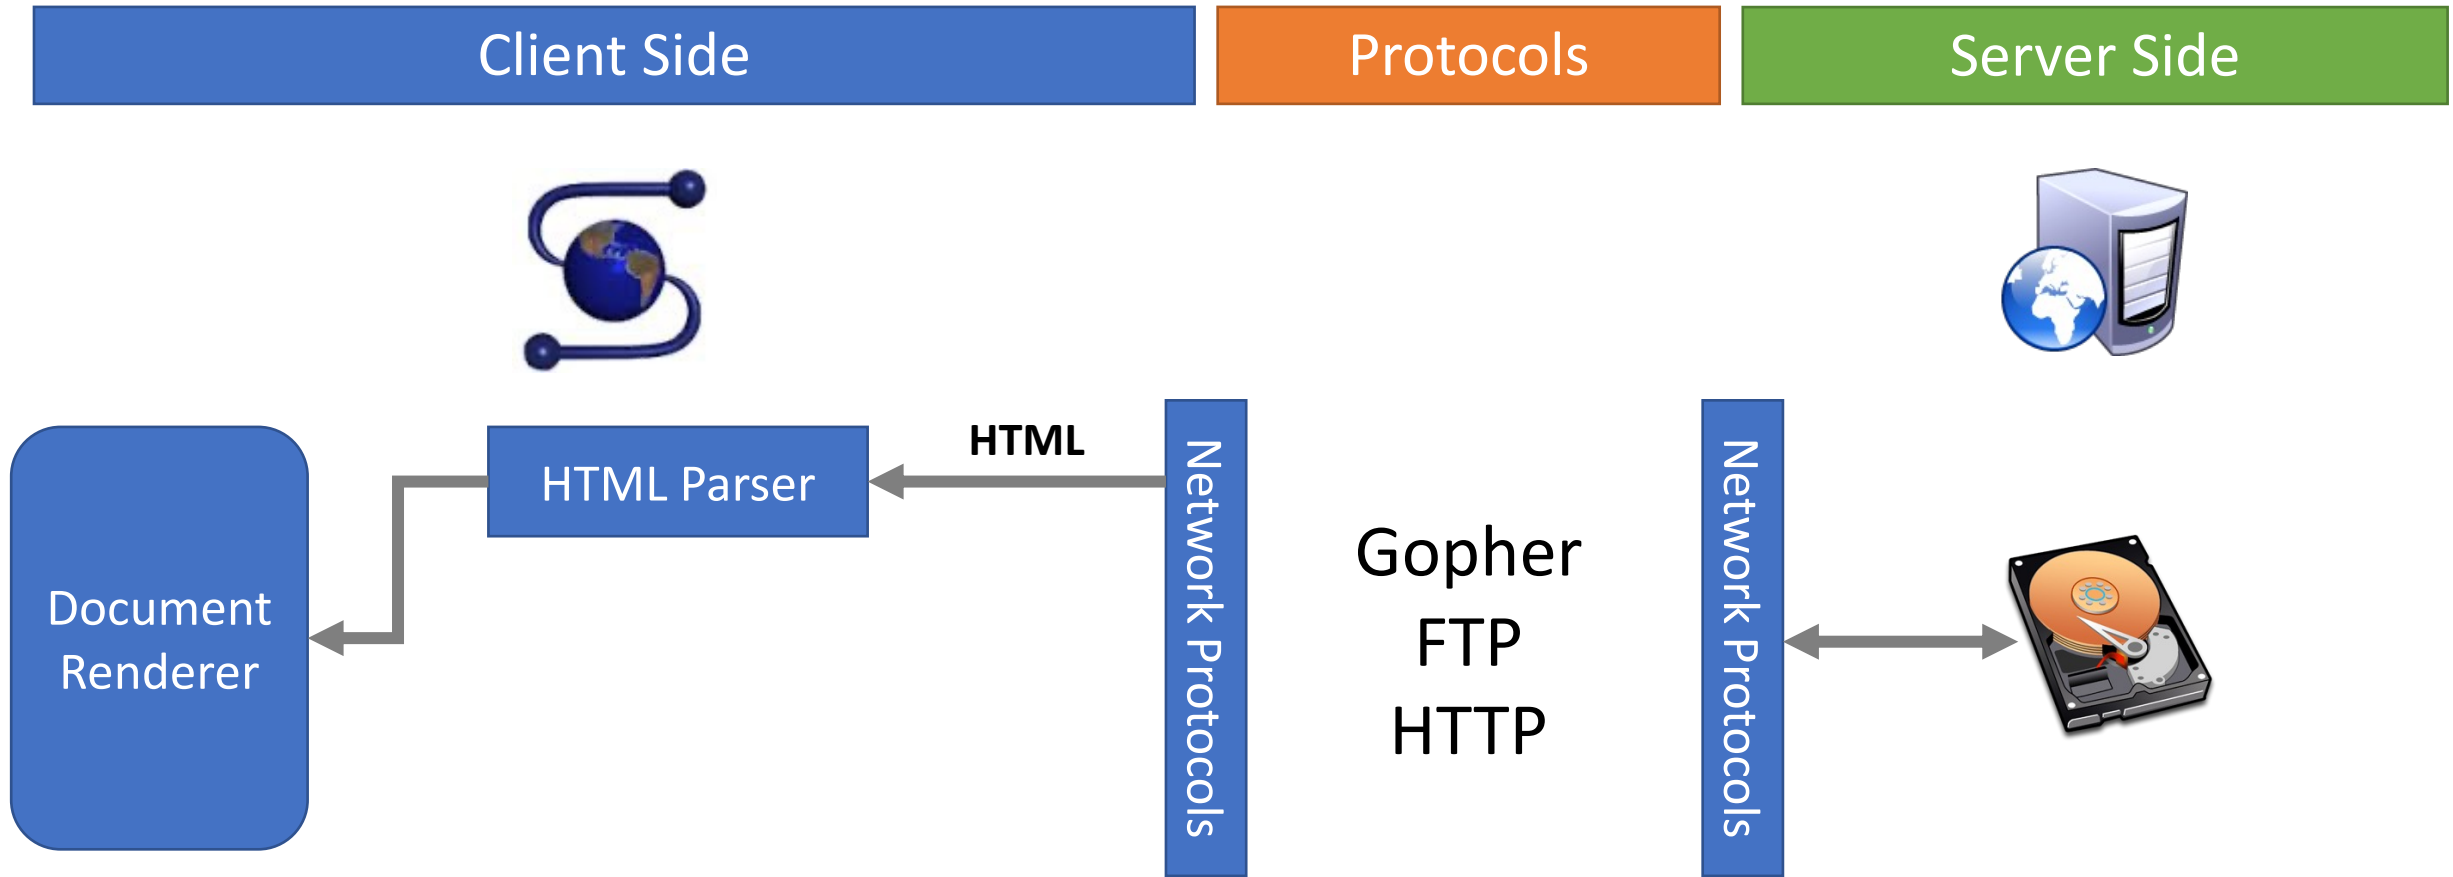 Client Side
Protocols
Server Side
HTML
HTML Parser
Document
Renderer
Network Protocols
Gopher
FTP
HTTP
Network Protocols